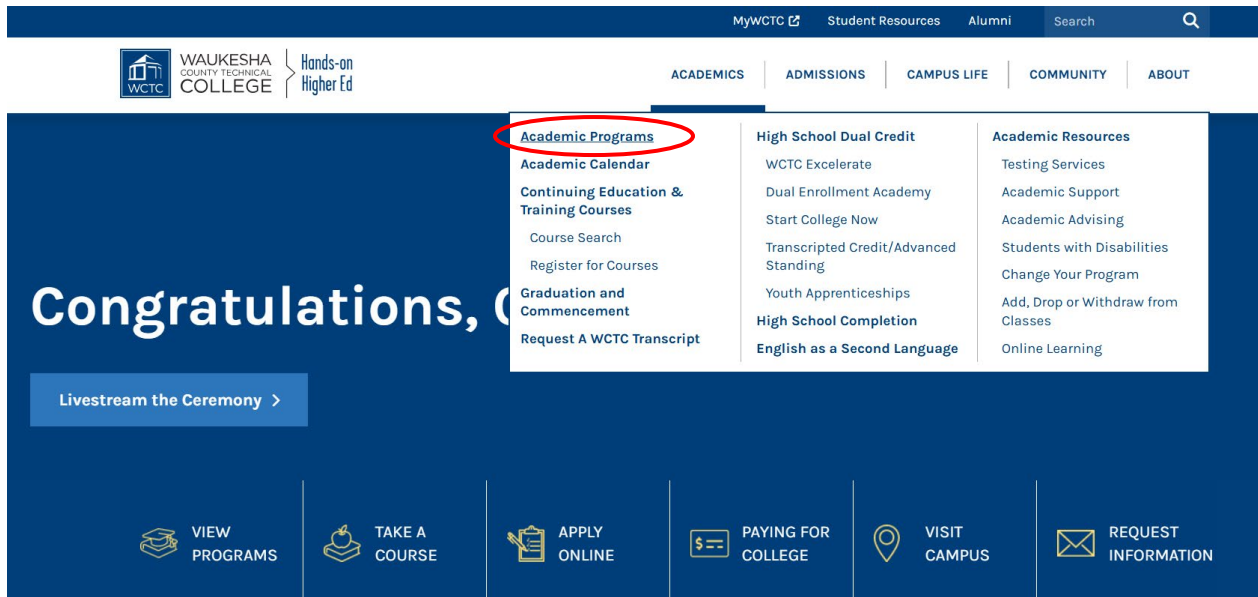 MyWCTC
Student Resources
Alumni
Search
WCTC
WAUKESHA
COUNTY TECHNICAL
COLLEGE
Hands-on
Higher Ed
ACADEMICS
ADMISSIONS
CAMPUS LIFE
COMMUNITY
ABOUT
Academic Programs
Academic Calendar
Continuing Education &
Training Courses
Course Search
Register for Courses
Graduation and
Commencement
Request A WCTC Transcript
High School Dual Credit
WCTC Excelerate
Dual Enrollment Academy
Start College Now
Transcripted Credit/Advanced
Standing
Youth Apprenticeships
High School Completion
English as a Second Language
Academic Resources
Testing Services
Academic Support
Academic Advising
Students with Disabilities
Change Your Program
Add, Drop or Withdraw from
Classes
Online Learning
Congratulations,
Livestream the Ceremony >
VIEW
PROGRAMS
TAKE A
COURSE
APPLY
ONLINE
PAYING FOR
COLLEGE
VISIT
CAMPUS
REQUEST
INFORMATION